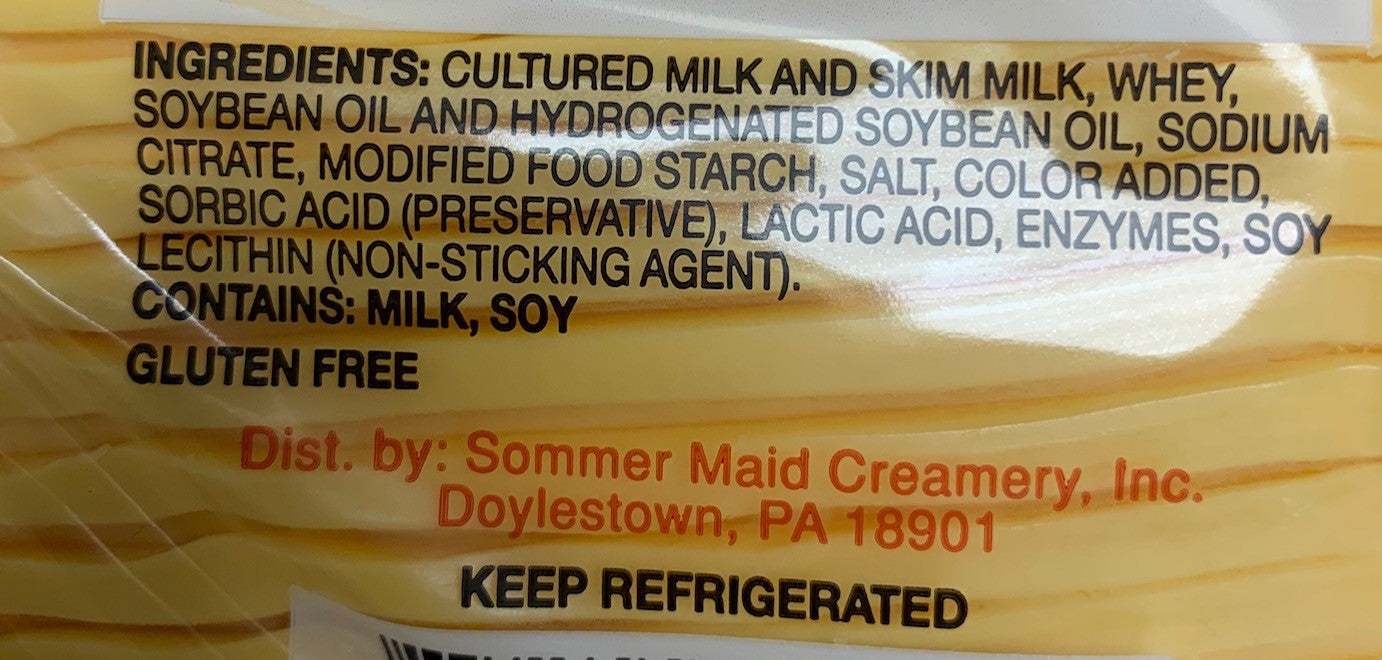 INGREDIENTS: CULTURED MILK AND SKIM MILK, WHEY,
SOYBEAN OIL AND HYDROGENATED SOYBEAN OIL, SODIUM
CITRATE, MODIFIED FOOD STARCH, SALT, COLOR ADDED,
SORBIC ACID (PRESERVATIVE), LACTIC ACID, ENZYMES, SOY
LECITHIN (NON-STICKING AGENT).
CONTAINS: MILK, SOY
GLUTEN FREE
Dist. by: Sommer Maid Creamery, Inc.
Doylestown, PA 18901
KEEP REFRIGERATED